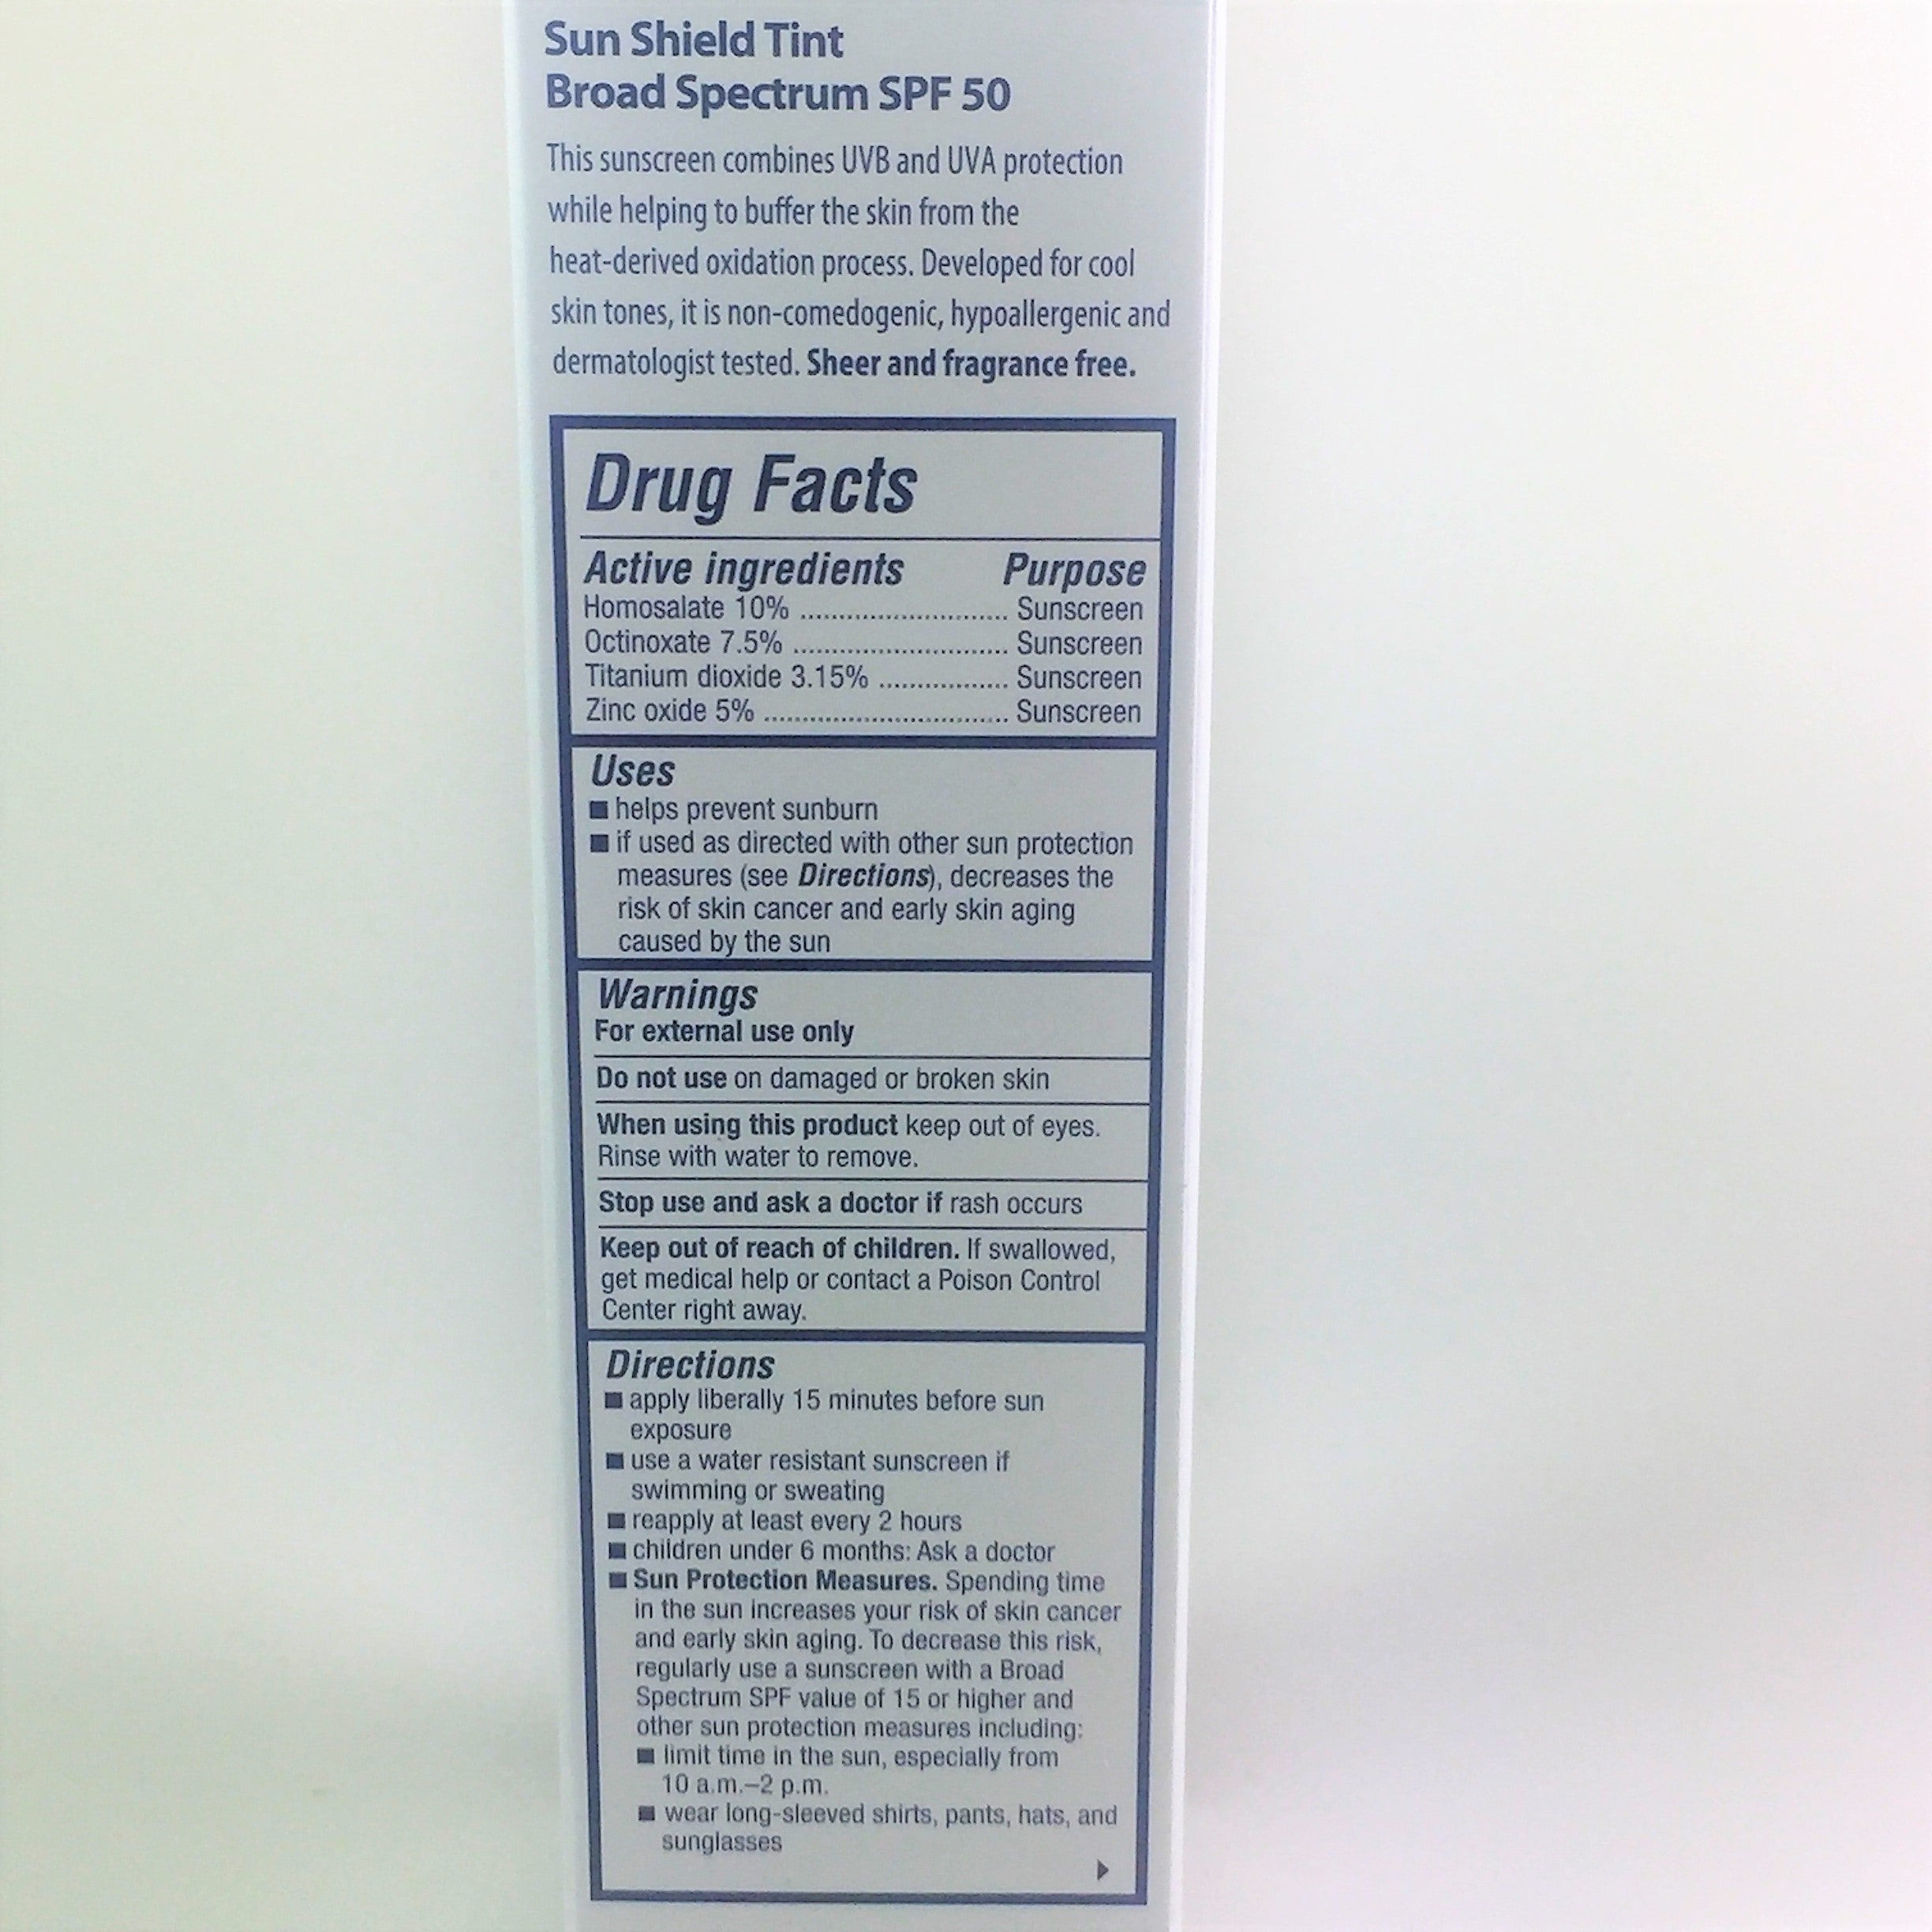 Sun Shield Tint
Broad Spectrum SPF 50
This sunscreen combines UVB and UVA protection
while helping to buffer the skin from the
heat-derived oxidation process. Developed for cool
skin tones, it is non-comedogenic, hypoallergenic and
dermatologist tested. Sheer and fragrance free.
Drug Facts
Active ingredients Purpose
Homosalate 10% ........................... Sunscreen
Octinoxate 7.5% ............................ Sunscreen
Titanium dioxide 3.15% ................. Sunscreen
Zinc oxide 5% ................................ Sunscreen
Uses
■ helps prevent sunburn
■ if used as directed with other sun protection
measures (see Directions), decreases the
risk of skin cancer and early skin aging
caused by the sun
Warnings
For external use only
Do not use on damaged or broken skin
When using this product keep out of eyes.
Rinse with water to remove.
Stop use and ask a doctor if rash occurs
Keep out of reach of children. If swallowed,
get medical help or contact a Poison Control
Center right away.
Directions
■ apply liberally 15 minutes before sun
exposure
■ use a water resistant sunscreen if
swimming or sweating
■ reapply at least every 2 hours
■ children under 6 months: Ask a doctor
■ Sun Protection Measures. Spending time
in the sun increases your risk of skin cancer
and early skin aging. To decrease this risk,
regularly use a sunscreen with a Broad
Spectrum SPF value of 15 or higher and
other sun protection measures including:
■ limit time in the sun, especially from
10 a.m.–2 p.m.
■ wear long-sleeved shirts, pants, hats, and
sunglasses